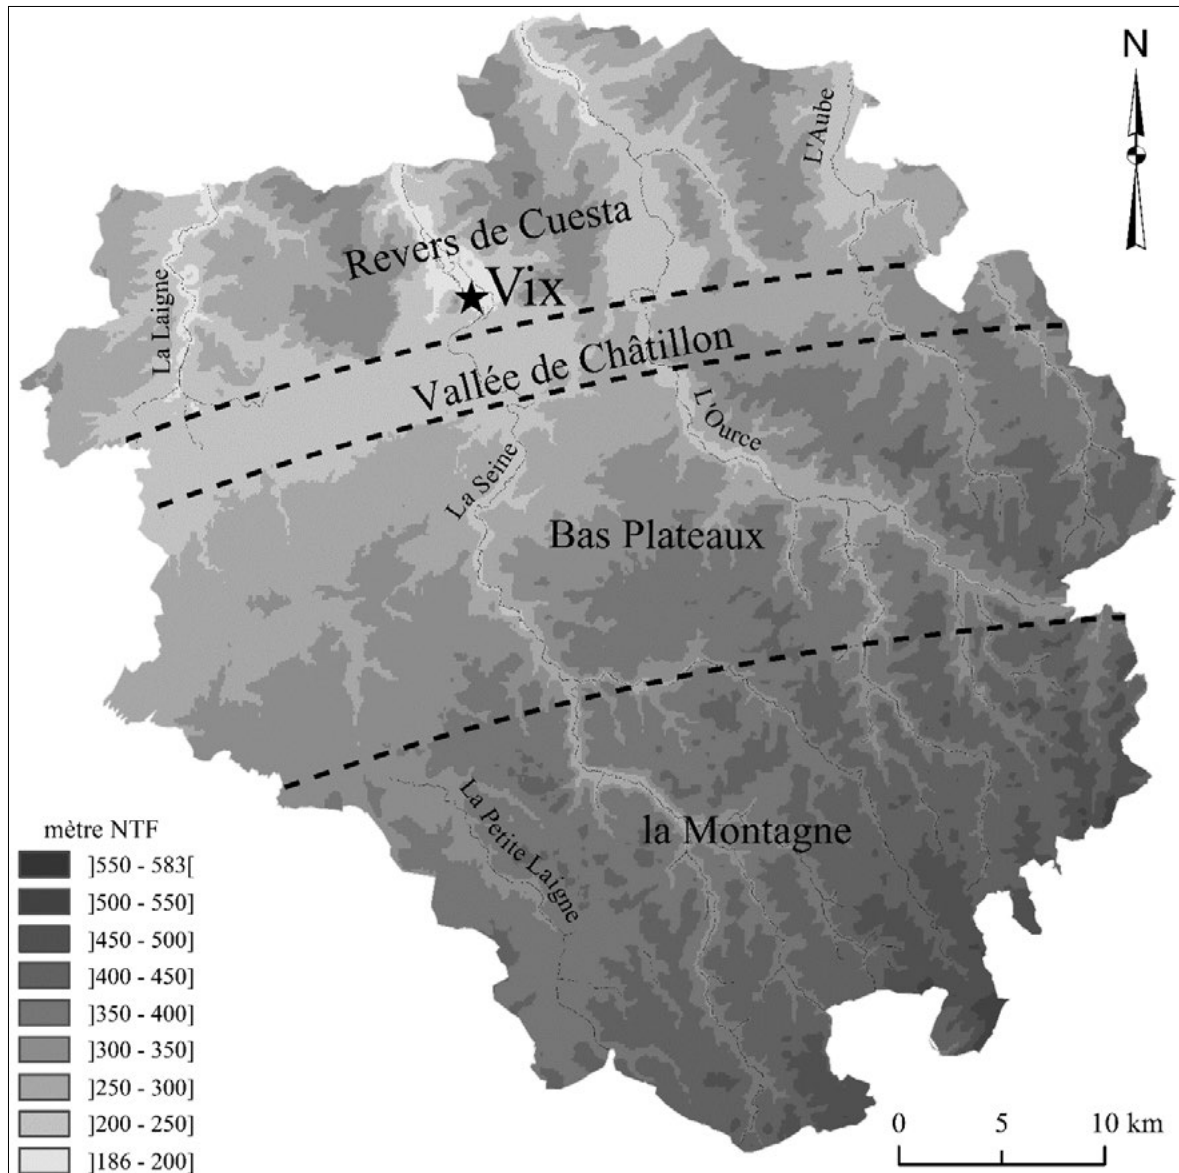 N
L'Aube
Revers de Cuesta
Vix
La Laigne
Vallée de Châtillon
L'Ource
La Seine
Bas Plateaux
La Petite Laigne
la Montagne
mètre NTF
]550 - 583[
]500 - 550]
]450 - 500]
]400 - 450]
]350 - 400]
]300 - 350]
]250 - 300]
]200 - 250]
]186 - 200]
0 5 10 km